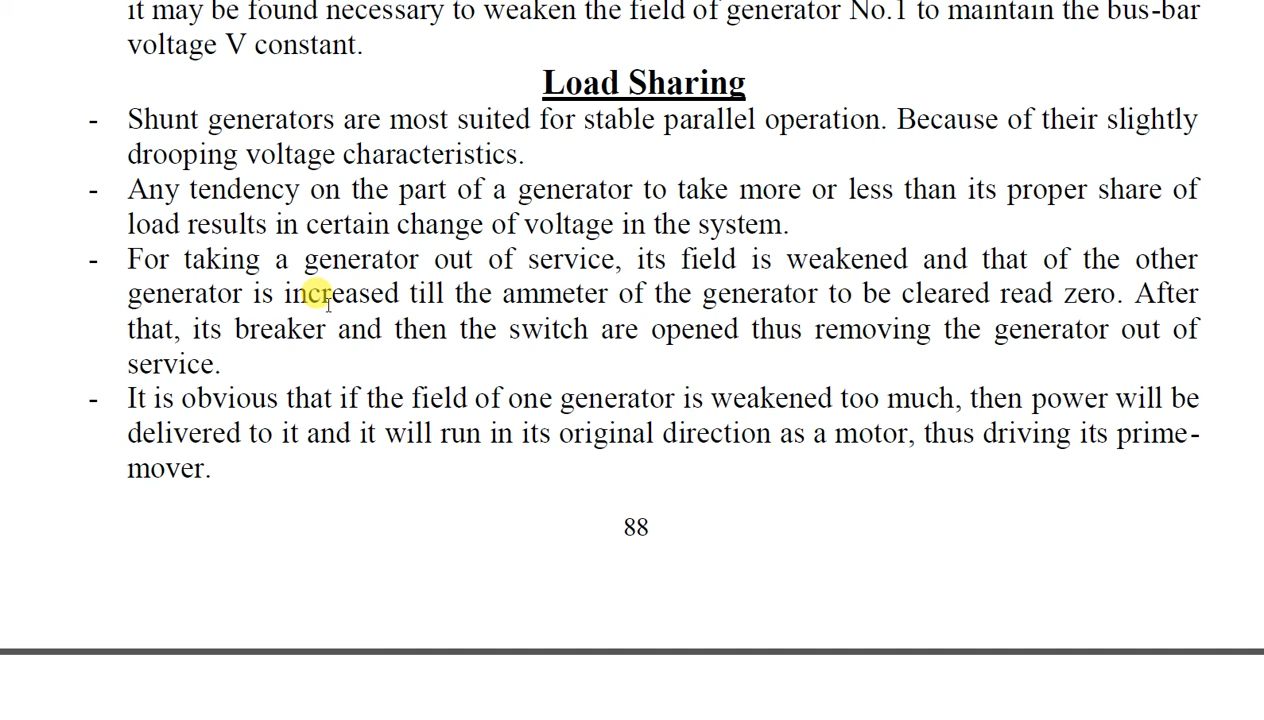 it may be found necessary to weaken the field of generator No.1 to maintain the bus-bar
voltage V constant.
Load Sharing
- Shunt generators are most suited for stable parallel operation. Because of their slightly
drooping voltage characteristics.
- Any tendency on the part of a generator to take more or less than its proper share of
load results in certain change of voltage in the system.
- For taking a generator out of service, its field is weakened and that of the other
generator is increased till the ammeter of the generator to be cleared read zero. After
that, its breaker and then the switch are opened thus removing the generator out of
service.
- It is obvious that if the field of one generator is weakened too much, then power will be
delivered to it and it will run in its original direction as a motor, thus driving its prime-
mover.
88